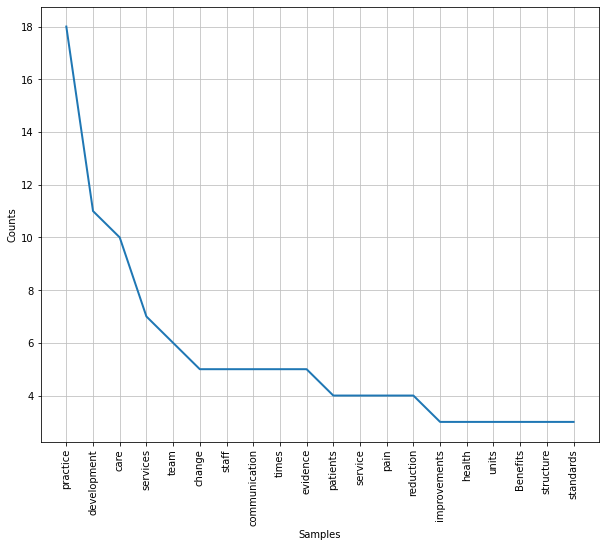 18
16
14
12
10
8
6
4
Counts
practice
development
care
services
team
change
staff
communication
times
evidence
patients
service
pain
reduction
improvements
health
units
Benefits
structure
standards
Samples